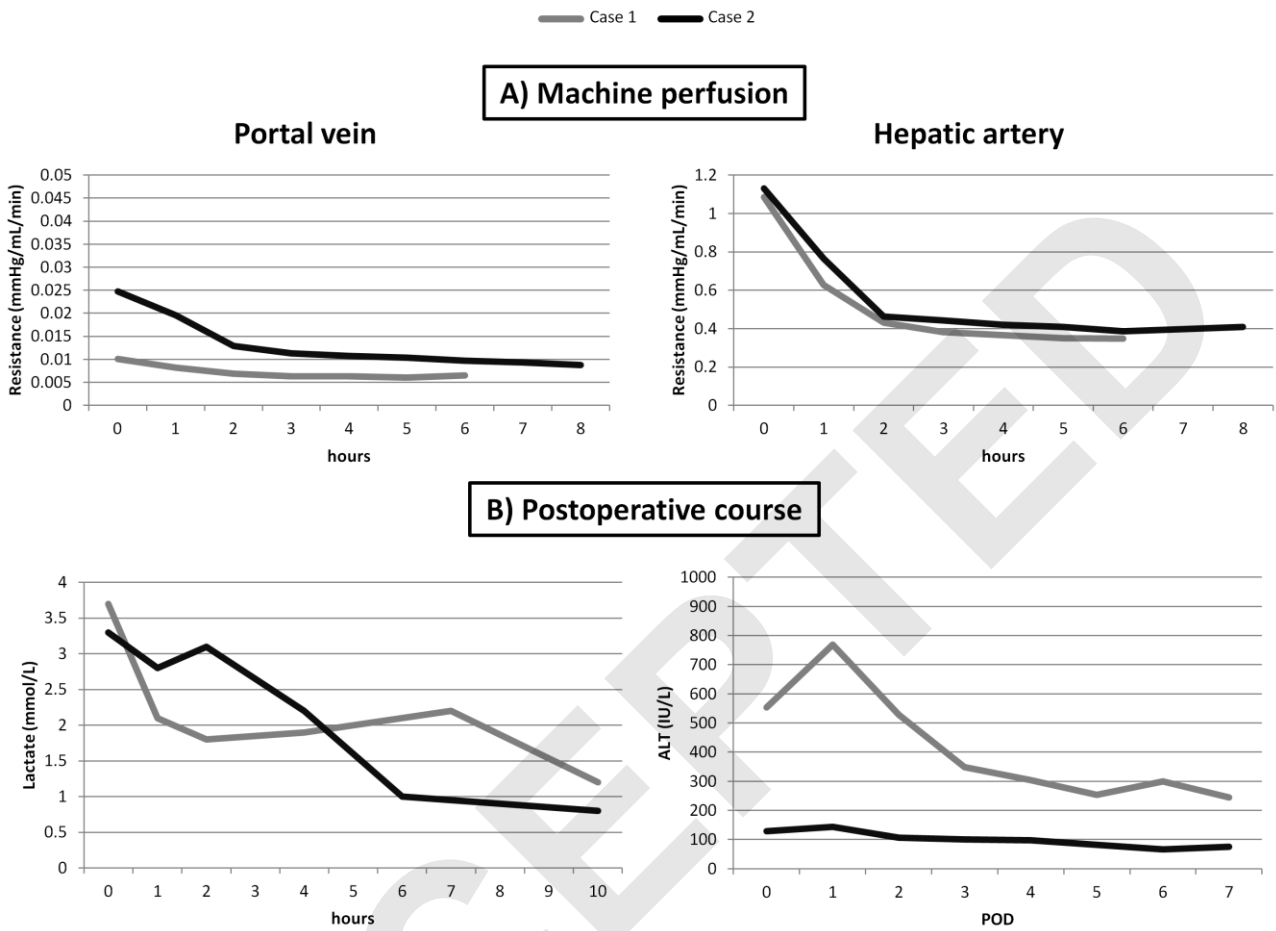 Case 1 Case 2
A) Machine perfusion
Portal vein
Resistance (mmHg/mL/min)
0.05
0.045
0.04
0.035
0.03
0.025
0.02
0.015
0.01
0.005
0
0 1 2 3 4 5 6 7 8
hours
Hepatic artery
Resistance (mmHg/mL/min)
1.2
1
0.8
0.6
0.4
0.2
0
0 1 2 3 4 5 6 7 8
hours
B) Postoperative course
Lactate (mmol/L)
4
3.5
3
2.5
2
1.5
1
0.5
0
0 1 2 3 4 5 6 7 8 9 10
hours
ALT (IU/L)
1000
900
800
700
600
500
400
300
200
100
0
0 1 2 3 4 5 6 7
POD
CEPTED